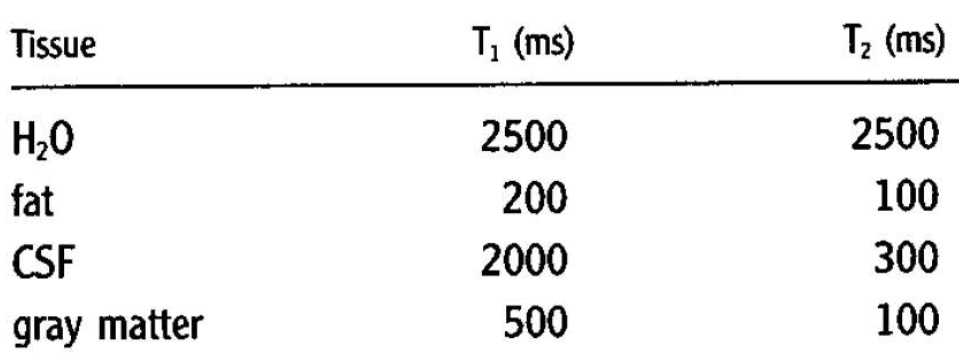 Tissue T₁ (ms) T₂ (ms)
H₂O 2500 2500
fat 200 100
CSF 2000 300
gray matter 500 100